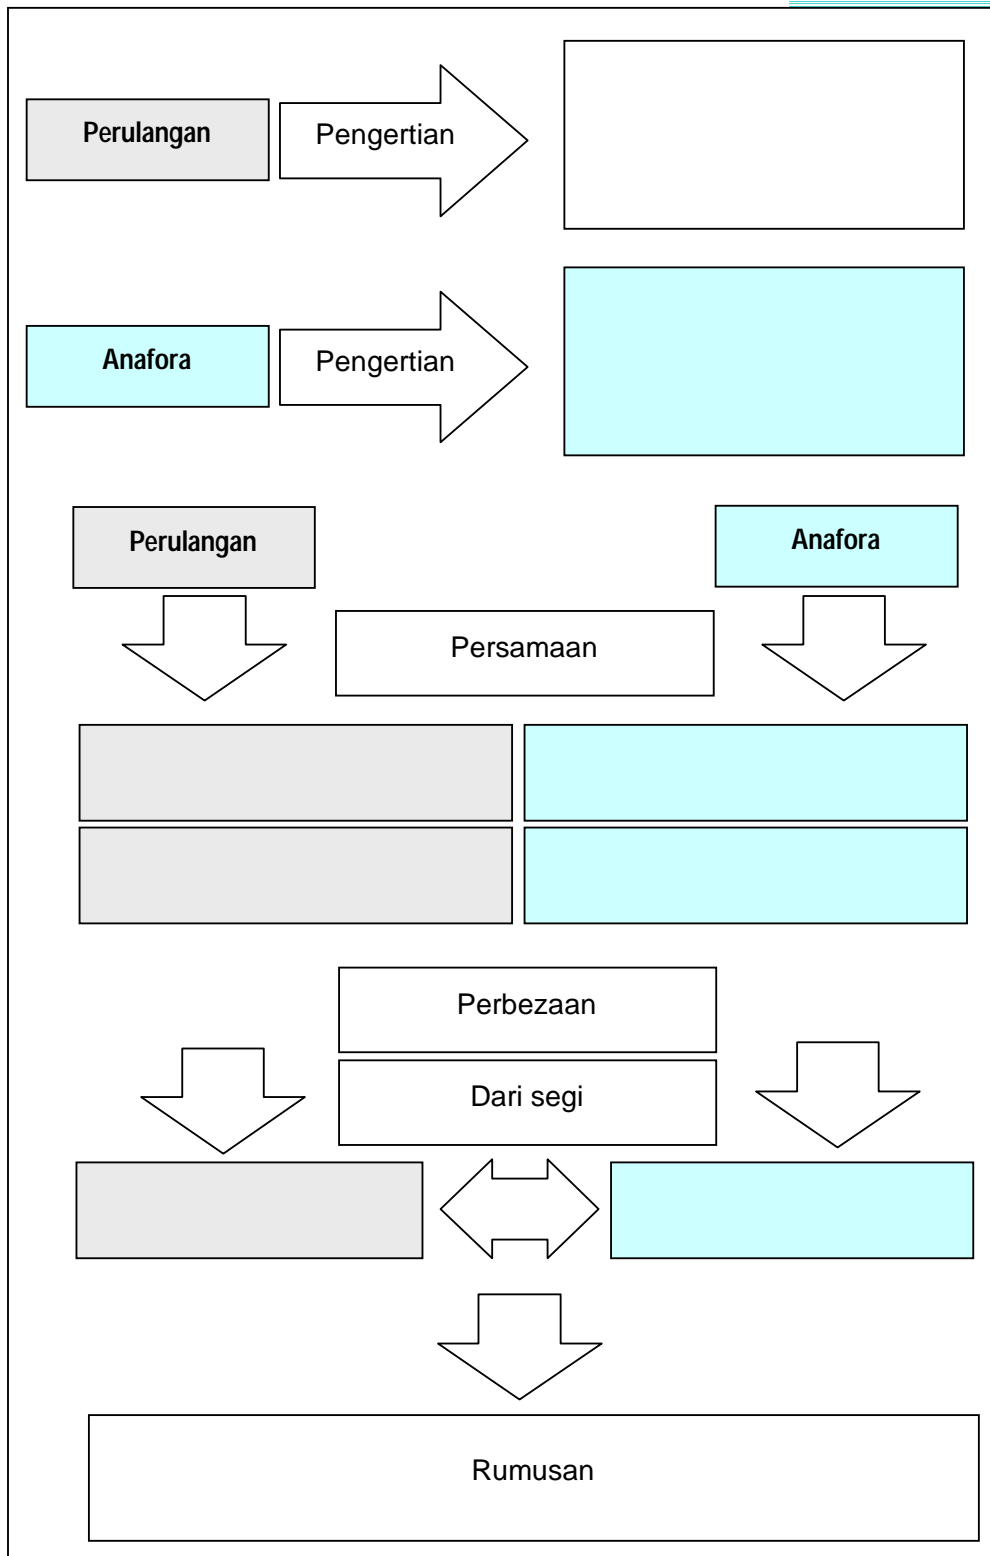 Perulangan
Pengertian
Anafora
Pengertian
Perulangan
Anafora
Persamaan
Perbezaan
Dari segi
Rumusan